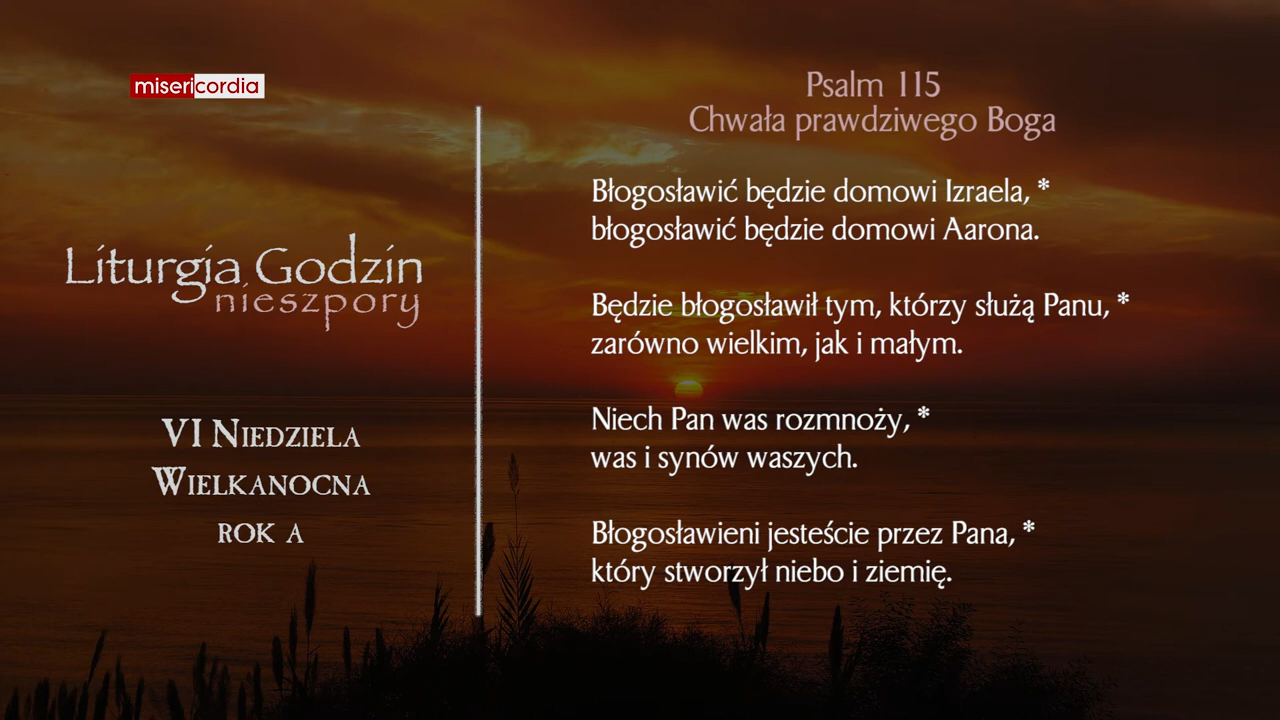 misericordia
Liturgia Godzin
nieszpory
VI Niedziela
Wielkanocna
rok A
Psalm 115
Chwała prawdziwego Boga
Błogosławić będzie domowi Izraela, *
błogosławić będzie domowi Aarona.
Będzie błogosławił tym, którzy służą Panu, *
zarówno wielkim, jak i małym.
Niech Pan was rozmnoży, *
was i synów waszych.
Błogosławieni jesteście przez Pana, *
który stworzył niebo i ziemię.